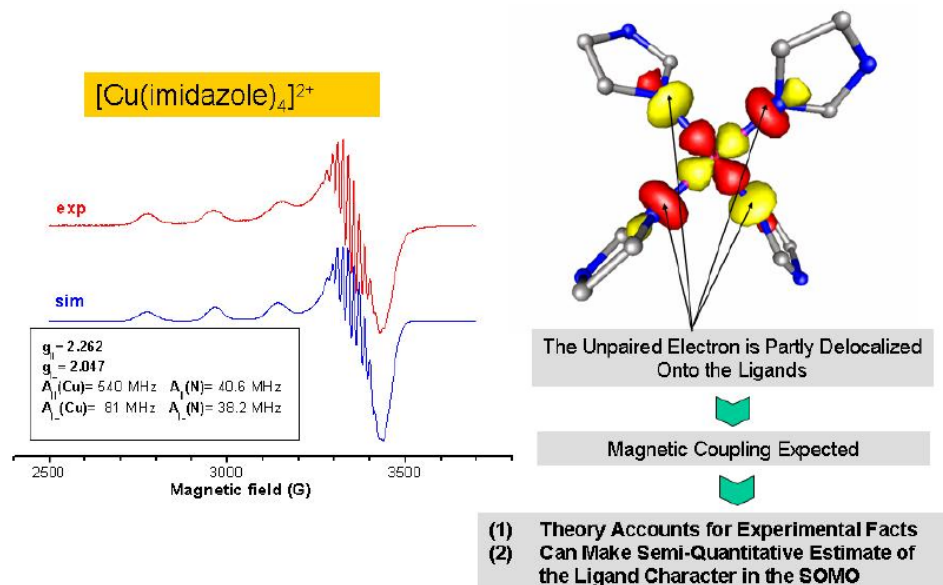 [Cu(imidazole)₄]²⁺
exp
sim
g||= 2.262
g⊥= 2.047
A||(Cu)= 540 MHz A||(N)= 40.6 MHz
A⊥(Cu)= 81 MHz A⊥(N)= 38.2 MHz
2500 3000 3500
Magnetic field (G)
The Unpaired Electron is Partly Delocalized
Onto the Ligands
Magnetic Coupling Expected
(1) Theory Accounts for Experimental Facts
(2) Can Make Semi-Quantitative Estimate of
the Ligand Character in the SOMO